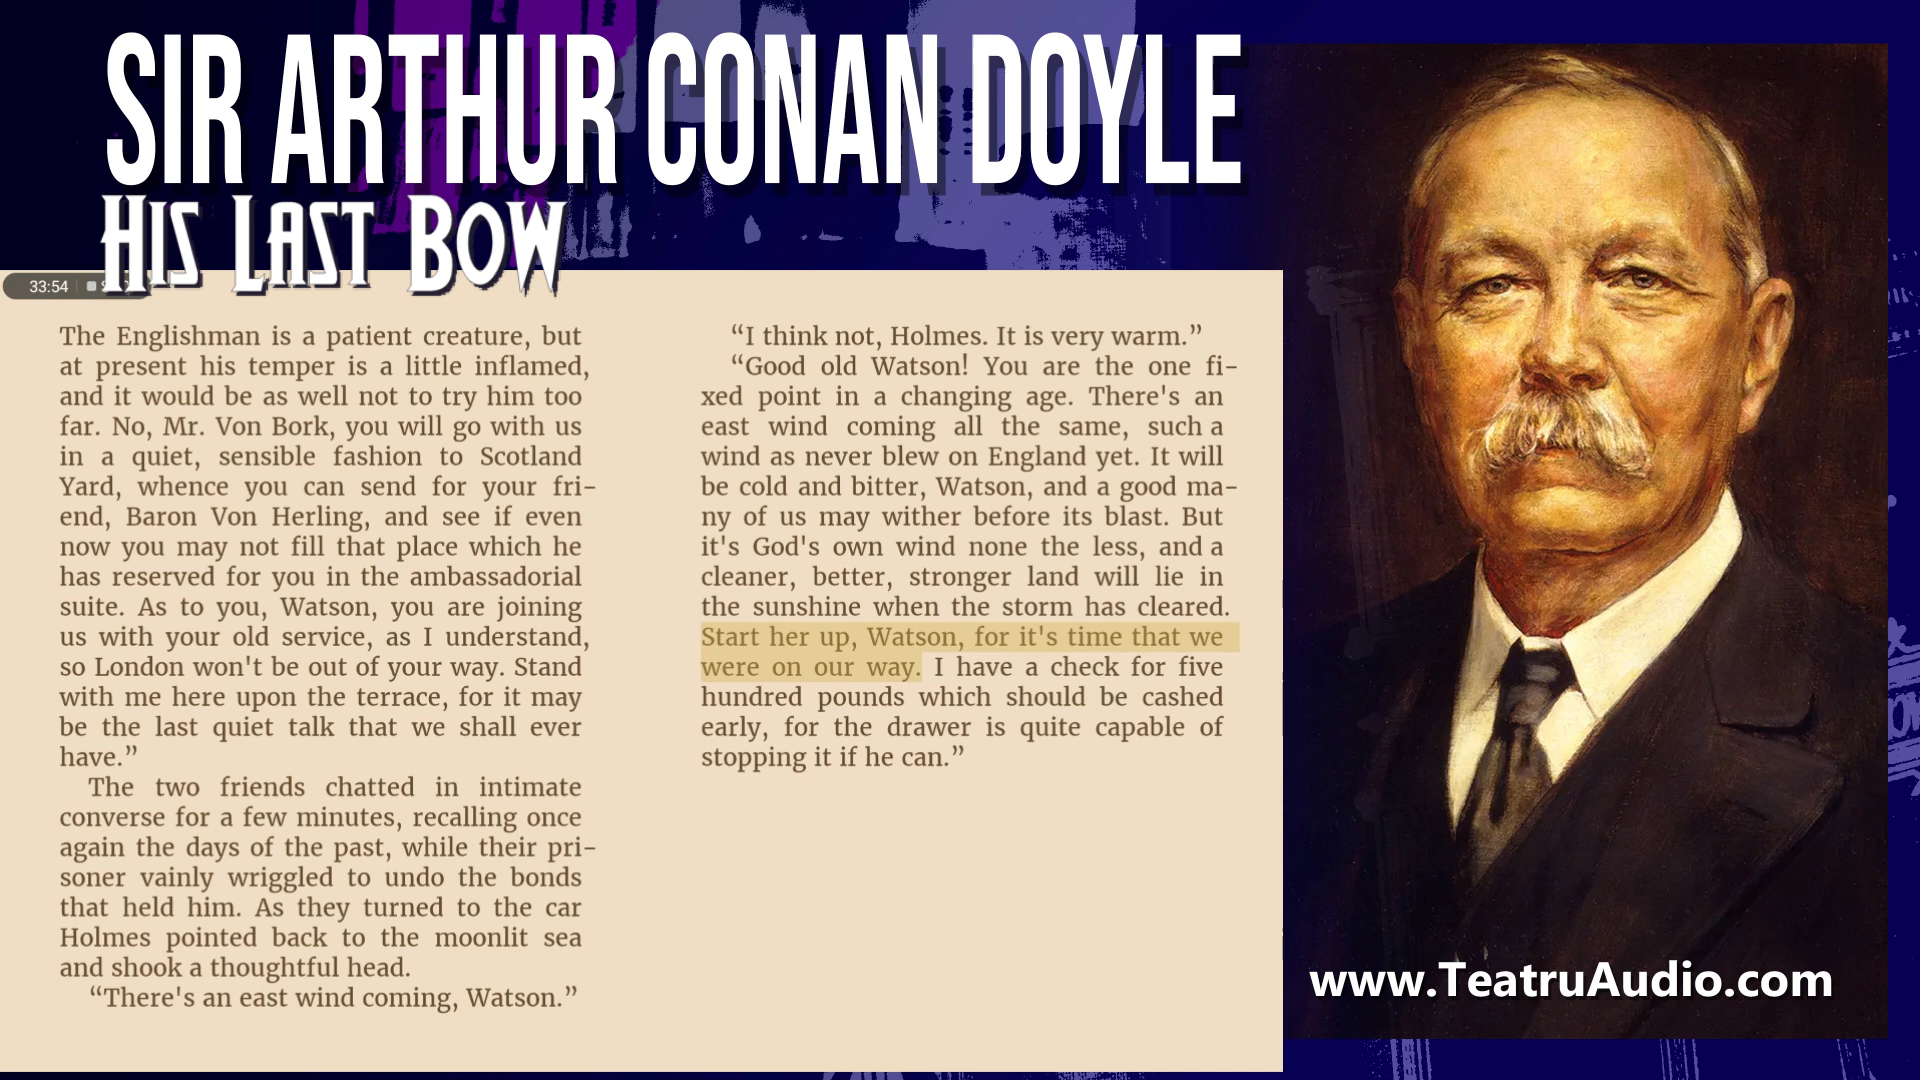 SIR ARTHUR CONAN DOYLE
HIS LAST BOW
33:54
The Englishman is a patient creature, but
at present his temper is a little inflamed,
and it would be as well not to try him too
far. No, Mr. Von Bork, you will go with us
in a quiet, sensible fashion to Scotland
Yard, whence you can send for your fri-
end, Baron Von Herling, and see if even
now you may not fill that place which he
has reserved for you in the ambassadorial
suite. As to you, Watson, you are joining
us with your old service, as I understand,
so London won't be out of your way. Stand
with me here upon the terrace, for it may
be the last quiet talk that we shall ever
have.”
The two friends chatted in intimate
converse for a few minutes, recalling once
again the days of the past, while their pri-
soner vainly wriggled to undo the bonds
that held him. As they turned to the car
Holmes pointed back to the moonlit sea
and shook a thoughtful head.
“There's an east wind coming, Watson.”
“I think not, Holmes. It is very warm.”
“Good old Watson! You are the one fi-
xed point in a changing age. There's an
east wind coming all the same, such a
wind as never blew on England yet. It will
be cold and bitter, Watson, and a good ma-
ny of us may wither before its blast. But
it's God's own wind none the less, and a
cleaner, better, stronger land will lie in
the sunshine when the storm has cleared.
Start her up, Watson, for it's time that we
were on our way. I have a check for five
hundred pounds which should be cashed
early, for the drawer is quite capable of
stopping it if he can.”
www.TeatruAudio.com